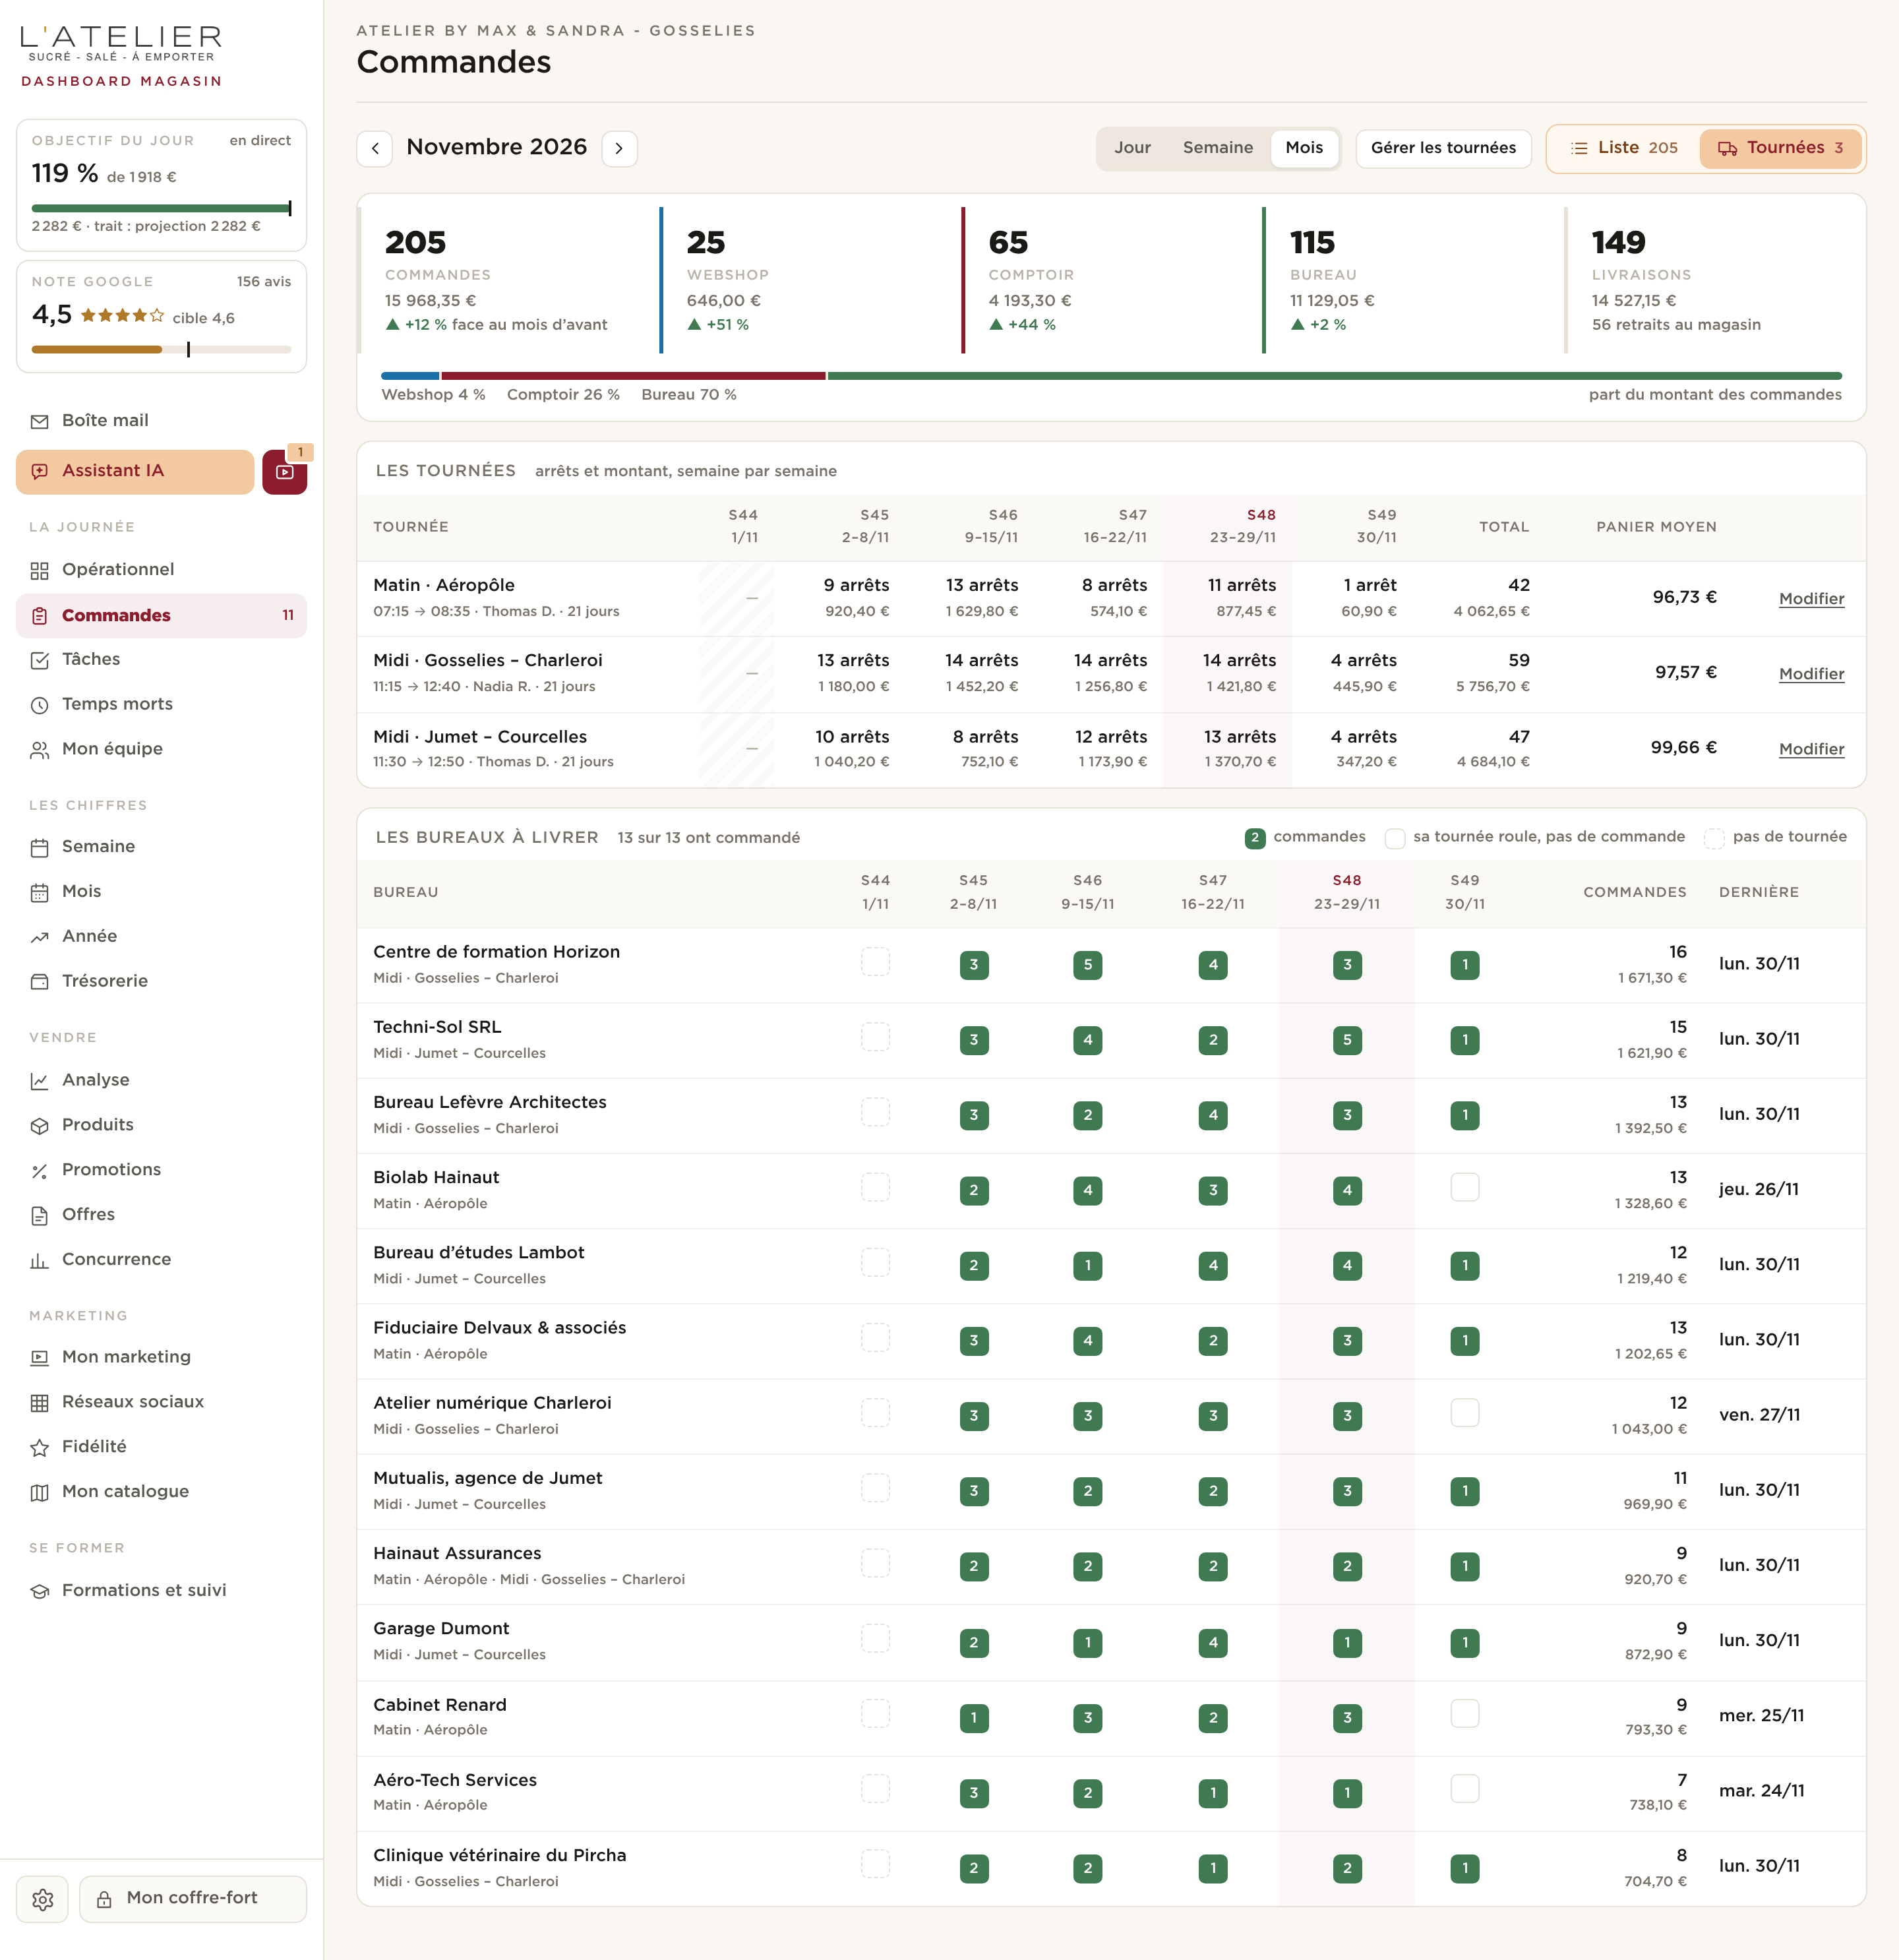 L'ATELIER
SUCRÉ - SALÉ - À EMPORTER
DASHBOARD MAGASIN
OBJECTIF DU JOUR en direct
119 % de 1 918 €
2 282 € · trait : projection 2 282 €
NOTE GOOGLE 156 avis
4,5 ★★★★☆ cible 4,6
Boîte mail
Assistant IA 1
LA JOURNÉE
Opérationnel
Commandes 11
Tâches
Temps morts
Mon équipe
LES CHIFFRES
Semaine
Mois
Année
Trésorerie
VENDRE
Analyse
Produits
Promotions
Offres
Concurrence
MARKETING
Mon marketing
Réseaux sociaux
Fidélité
Mon catalogue
SE FORMER
Formations et suivi
Mon coffre-fort
ATELIER BY MAX & SANDRA - GOSSELIES
Commandes
Novembre 2026 Jour Semaine Mois Gérer les tournées Liste 205 Tournées 3
205 25 65 115 149
COMMANDES WEBSHOP COMPTOIR BUREAU LIVRAISONS
15 968,35 € 646,00 € 4 193,30 € 11 129,05 € 14 527,15 €
▲ +12 % face au mois d’avant ▲ +51 % ▲ +44 % ▲ +2 % 56 retraits au magasin
Webshop 4 % Comptoir 26 % Bureau 70 % part du montant des commandes
LES TOURNÉES arrêts et montant, semaine par semaine
TOURNÉE S44 S45 S46 S47 S48 S49 TOTAL PANIER MOYEN
1/11 2–8/11 9–15/11 16–22/11 23–29/11 30/11
Matin · Aéropôle — 9 arrêts 13 arrêts 8 arrêts 11 arrêts 1 arrêt 42 96,73 € Modifier
07:15 → 08:35 · Thomas D. · 21 jours 920,40 € 1 629,80 € 574,10 € 877,45 € 60,90 € 4 062,65 €
Midi · Gosselies – Charleroi — 13 arrêts 14 arrêts 14 arrêts 14 arrêts 4 arrêts 59 97,57 € Modifier
11:15 → 12:40 · Nadia R. · 21 jours 1 180,00 € 1 452,20 € 1 256,80 € 1 421,80 € 445,90 € 5 756,70 €
Midi · Jumet – Courcelles — 10 arrêts 8 arrêts 12 arrêts 13 arrêts 4 arrêts 47 99,66 € Modifier
11:30 → 12:50 · Thomas D. · 21 jours 1 040,20 € 752,10 € 1 173,90 € 1 370,70 € 347,20 € 4 684,10 €
LES BUREAUX À LIVRER 13 sur 13 ont commandé 2 commandes sa tournée roule, pas de commande pas de tournée
BUREAU S44 S45 S46 S47 S48 S49 COMMANDES DERNIÈRE
1/11 2–8/11 9–15/11 16–22/11 23–29/11 30/11
Centre de formation Horizon 3 5 4 3 1 16 lun. 30/11
Midi · Gosselies – Charleroi 1 671,30 €
Techni-Sol SRL 3 4 2 5 1 15 lun. 30/11
Midi · Jumet – Courcelles 1 621,90 €
Bureau Lefèvre Architectes 3 2 4 3 1 13 lun. 30/11
Midi · Gosselies – Charleroi 1 392,50 €
Biolab Hainaut 2 4 3 4 13 jeu. 26/11
Matin · Aéropôle 1 328,60 €
Bureau d’études Lambot 2 1 4 4 1 12 lun. 30/11
Midi · Jumet – Courcelles 1 219,40 €
Fiduciaire Delvaux & associés 3 4 2 3 1 13 lun. 30/11
Matin · Aéropôle 1 202,65 €
Atelier numérique Charleroi 3 3 3 3 12 ven. 27/11
Midi · Gosselies – Charleroi 1 043,00 €
Mutualis, agence de Jumet 3 2 2 3 1 11 lun. 30/11
Midi · Jumet – Courcelles 969,90 €
Hainaut Assurances 2 2 2 2 1 9 lun. 30/11
Matin · Aéropôle · Midi · Gosselies – Charleroi 920,70 €
Garage Dumont 2 1 4 1 1 9 lun. 30/11
Midi · Jumet – Courcelles 872,90 €
Cabinet Renard 1 3 2 3 9 mer. 25/11
Matin · Aéropôle 793,30 €
Aéro-Tech Services 3 2 1 1 7 mar. 24/11
Matin · Aéropôle 738,10 €
Clinique vétérinaire du Pircha 2 2 1 2 1 8 lun. 30/11
Midi · Gosselies – Charleroi 704,70 €